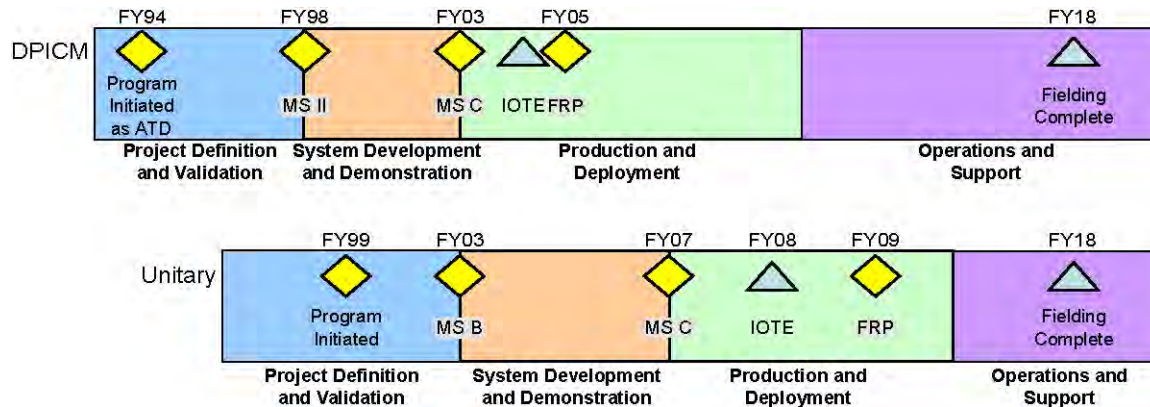 FY94 FY98 FY03 FY05 FY18
DPICM
Program
Initiated
as ATD
MS II MS C IOTE FRP
Fielding
Complete
Project Definition
and Validation
System Development
and Demonstration
Production and
Deployment
Operations and
Support
FY99 FY03 FY07 FY08 FY09 FY18
Unitary
Program
Initiated
MS B MS C IOTE FRP
Fielding
Complete
Project Definition
and Validation
System Development
and Demonstration
Production and
Deployment
Operations and
Support